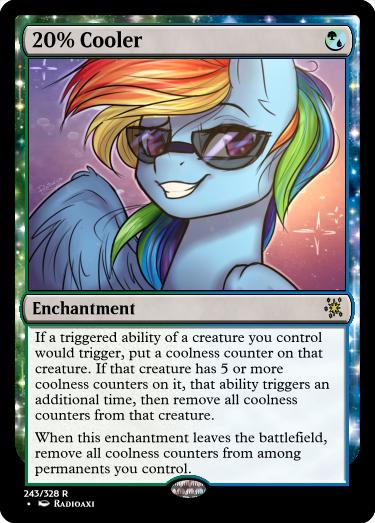 20% Cooler
Enchantment
If a triggered ability of a creature you control
would trigger, put a coolness counter on that
creature. If that creature has 5 or more
coolness counters on it, that ability triggers an
additional time, then remove all coolness
counters from that creature.
When this enchantment leaves the battlefield,
remove all coolness counters from among
permanents you control.
243/328 R
• Radioaxi